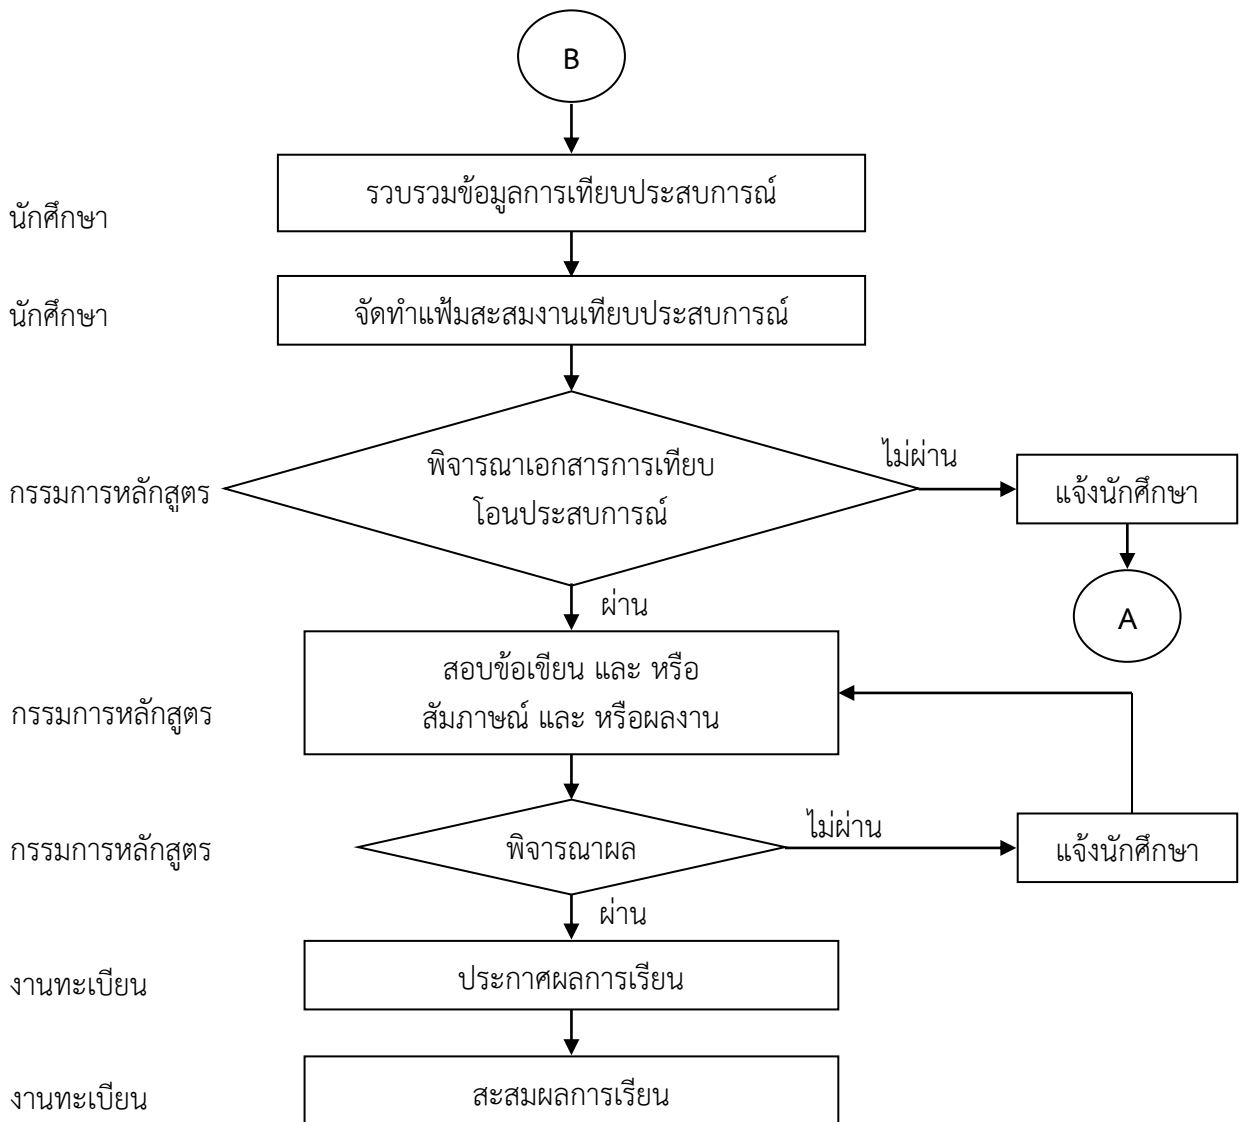 B
รวบรวมข้อมูลการเทียบประสบการณ์
นักศึกษา
จัดทำแฟ้มสะสมงานเทียบประสบการณ์
นักศึกษา
พิจารณาเอกสารการเทียบ
โอนประสบการณ์
ไม่ผ่าน
แจ้งนักศึกษา
กรรมการหลักสูตร
ผ่าน
A
สอบข้อเขียน และ หรือ
สัมภาษณ์ และ หรือผลงาน
กรรมการหลักสูตร
ไม่ผ่าน
พิจารณาผล
แจ้งนักศึกษา
กรรมการหลักสูตร
ผ่าน
ประกาศผลการเรียน
งานทะเบียน
สะสมผลการเรียน
งานทะเบียน